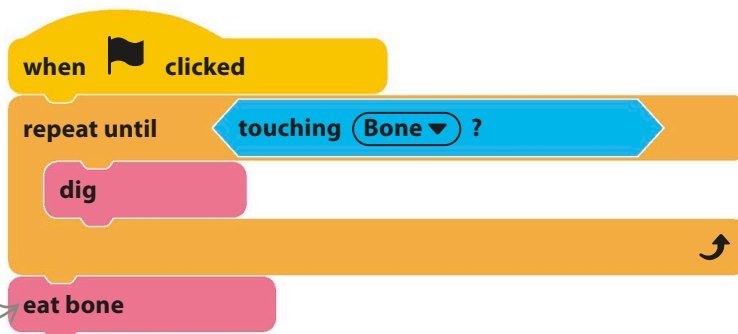 when clicked
repeat until touching Bone ?
dig
eat bone